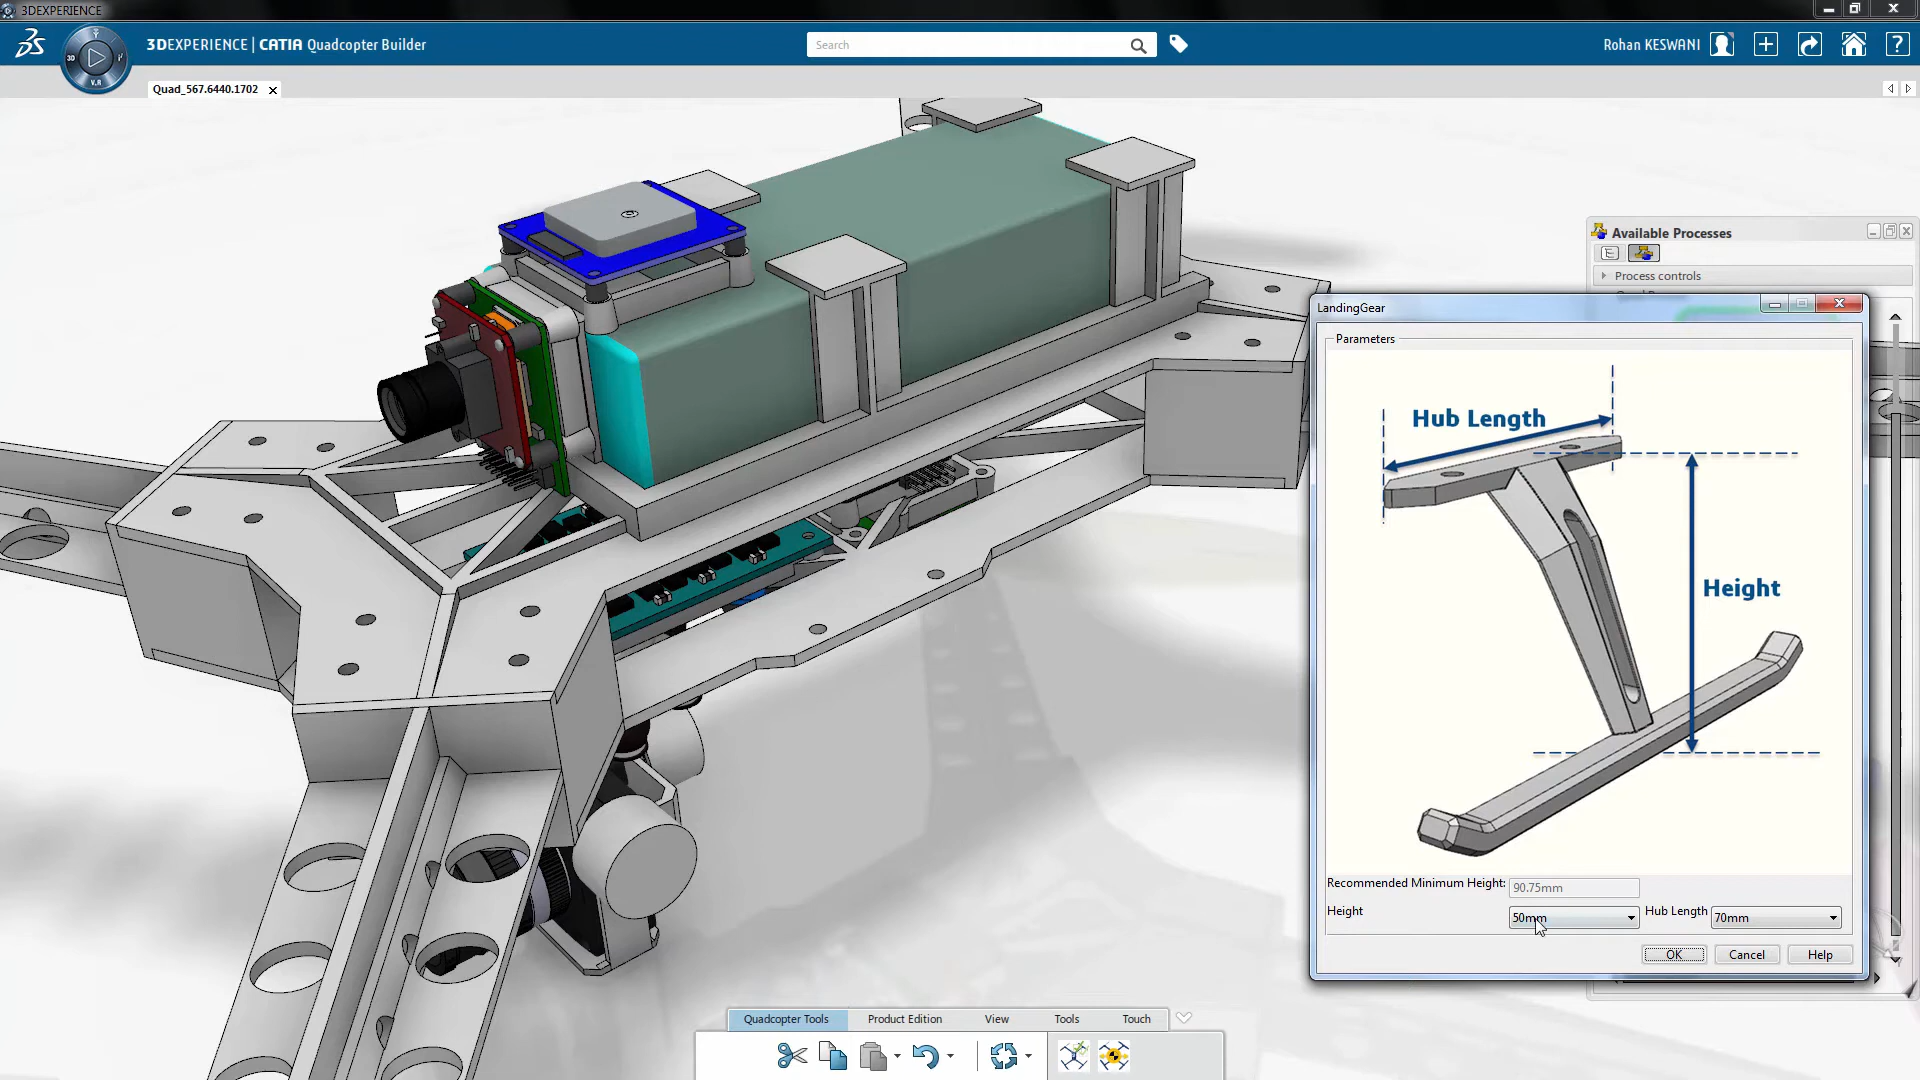 3DEXPERIENCE
3DEXPERIENCE | CATIA Quadcopter Builder
Search
Rohan KESWANI
3D
V.R
Quad_567.6440.1702
Available Processes
Process controls
LandingGear
Parameters
Hub Length
Height
Recommended Minimum Height: 90.75mm
Height 50mm Hub Length 70mm
OK Cancel Help
Quadcopter Tools Product Edition View Tools Touch